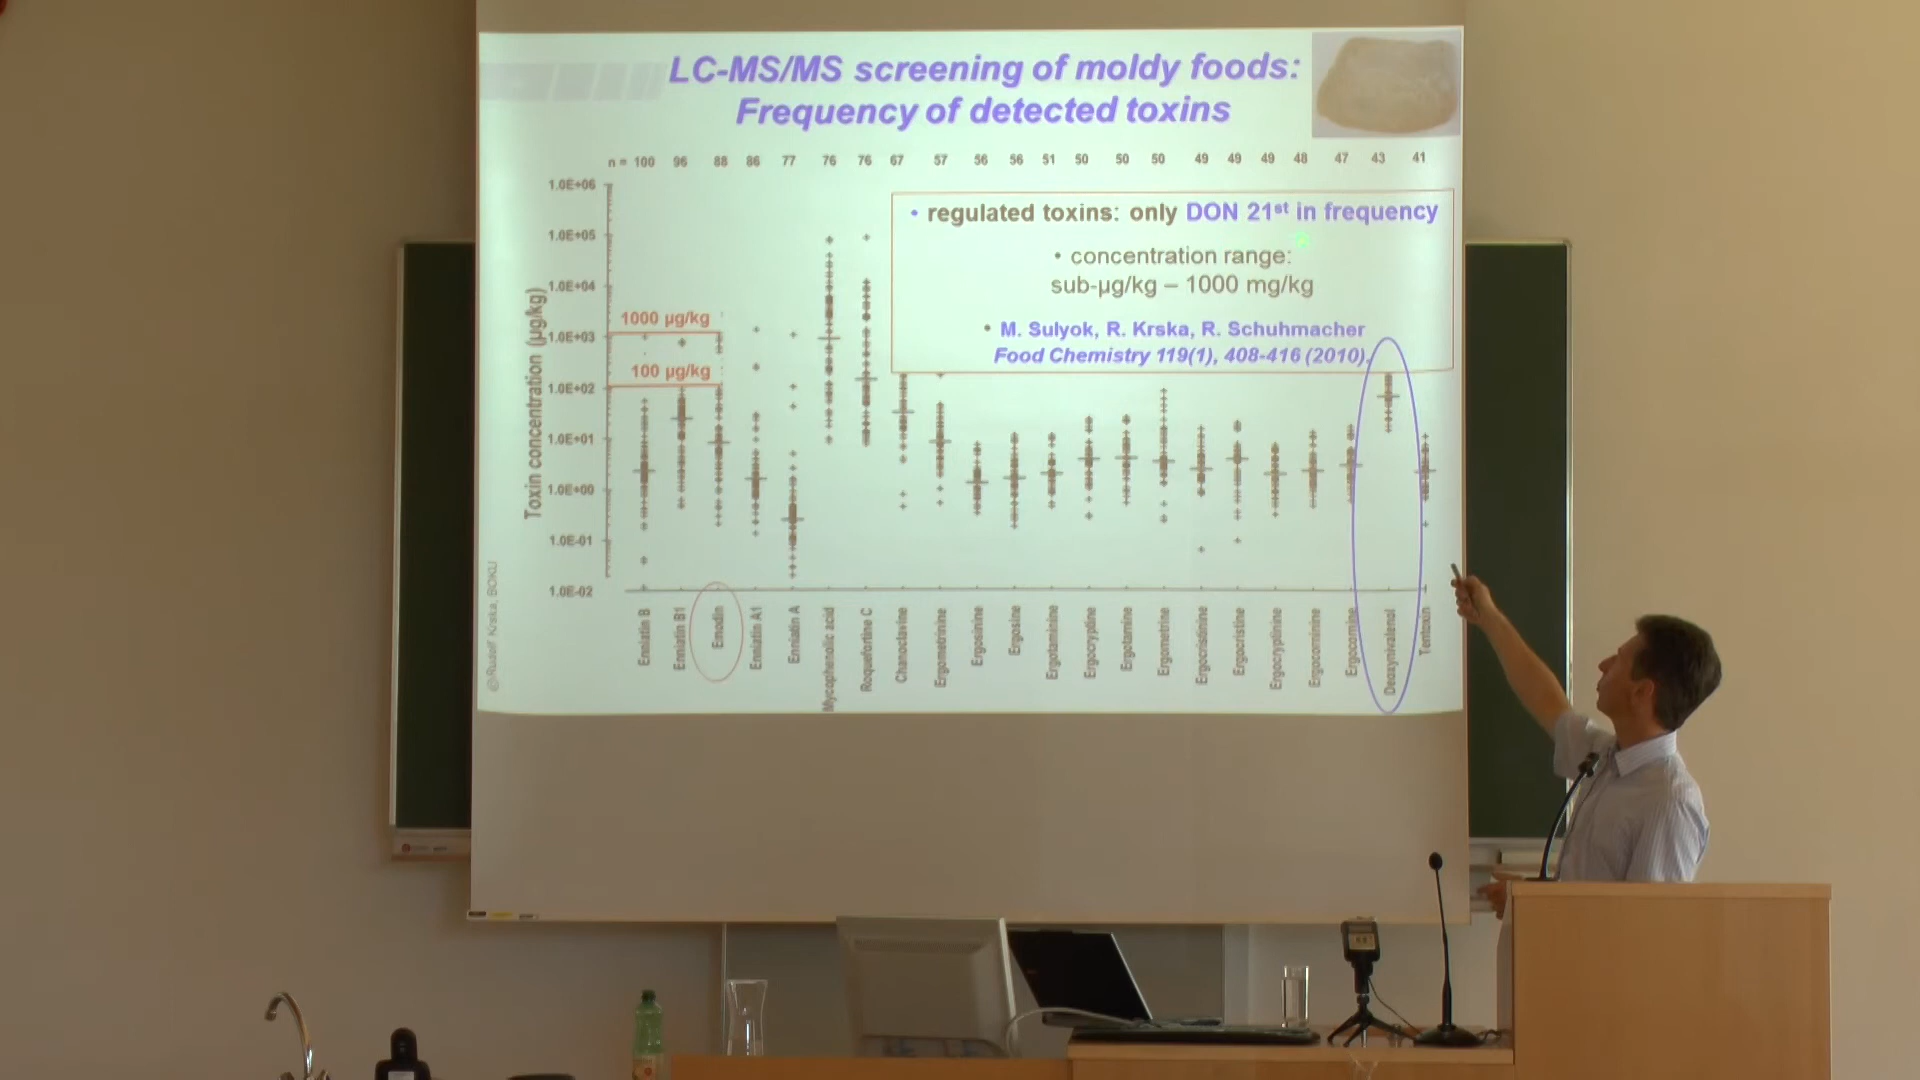 LC-MS/MS screening of moldy foods:
Frequency of detected toxins
n = 100 96 88 86 77 76 76 67 57 56 56 51 50 50 50 49 49 49 48 47 43 41
Toxin concentration (µg/kg)
1.0E+06
1.0E+05
1.0E+04
1.0E+03
1.0E+02
1.0E+01
1.0E+00
1.0E-01
1.0E-02
1000 µg/kg
100 µg/kg
• regulated toxins: only DON 21st in frequency
• concentration range:
sub-µg/kg – 1000 mg/kg
• M. Sulyok, R. Krska, R. Schuhmacher
Food Chemistry 119(1), 408-416 (2010).
Enniatin B
Enniatin B1
Emodin
Enniatin A1
Enniatin A
Mycophenolic acid
Roquefortine C
Chanoclavine
Ergometrinine
Ergosinine
Ergosine
Ergotaminine
Ergocryptine
Ergotamine
Ergometrine
Ergocristinine
Ergocristine
Ergocryptinine
Ergocorninine
Ergocornine
Deoxynivalenol
Tentoxin
©Rudolf Krska, BOKU